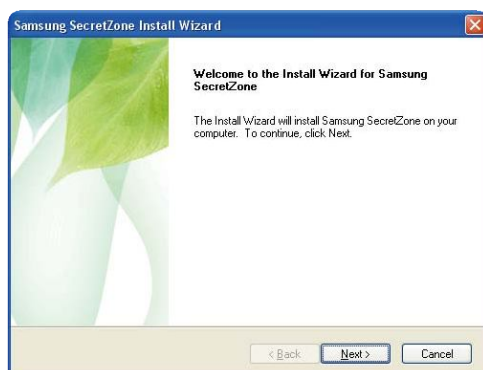 Samsung SecretZone Install Wizard
Welcome to the Install Wizard for Samsung
SecretZone
The Install Wizard will install Samsung SecretZone on your
computer. To continue, click Next.
< Back
Next >
Cancel